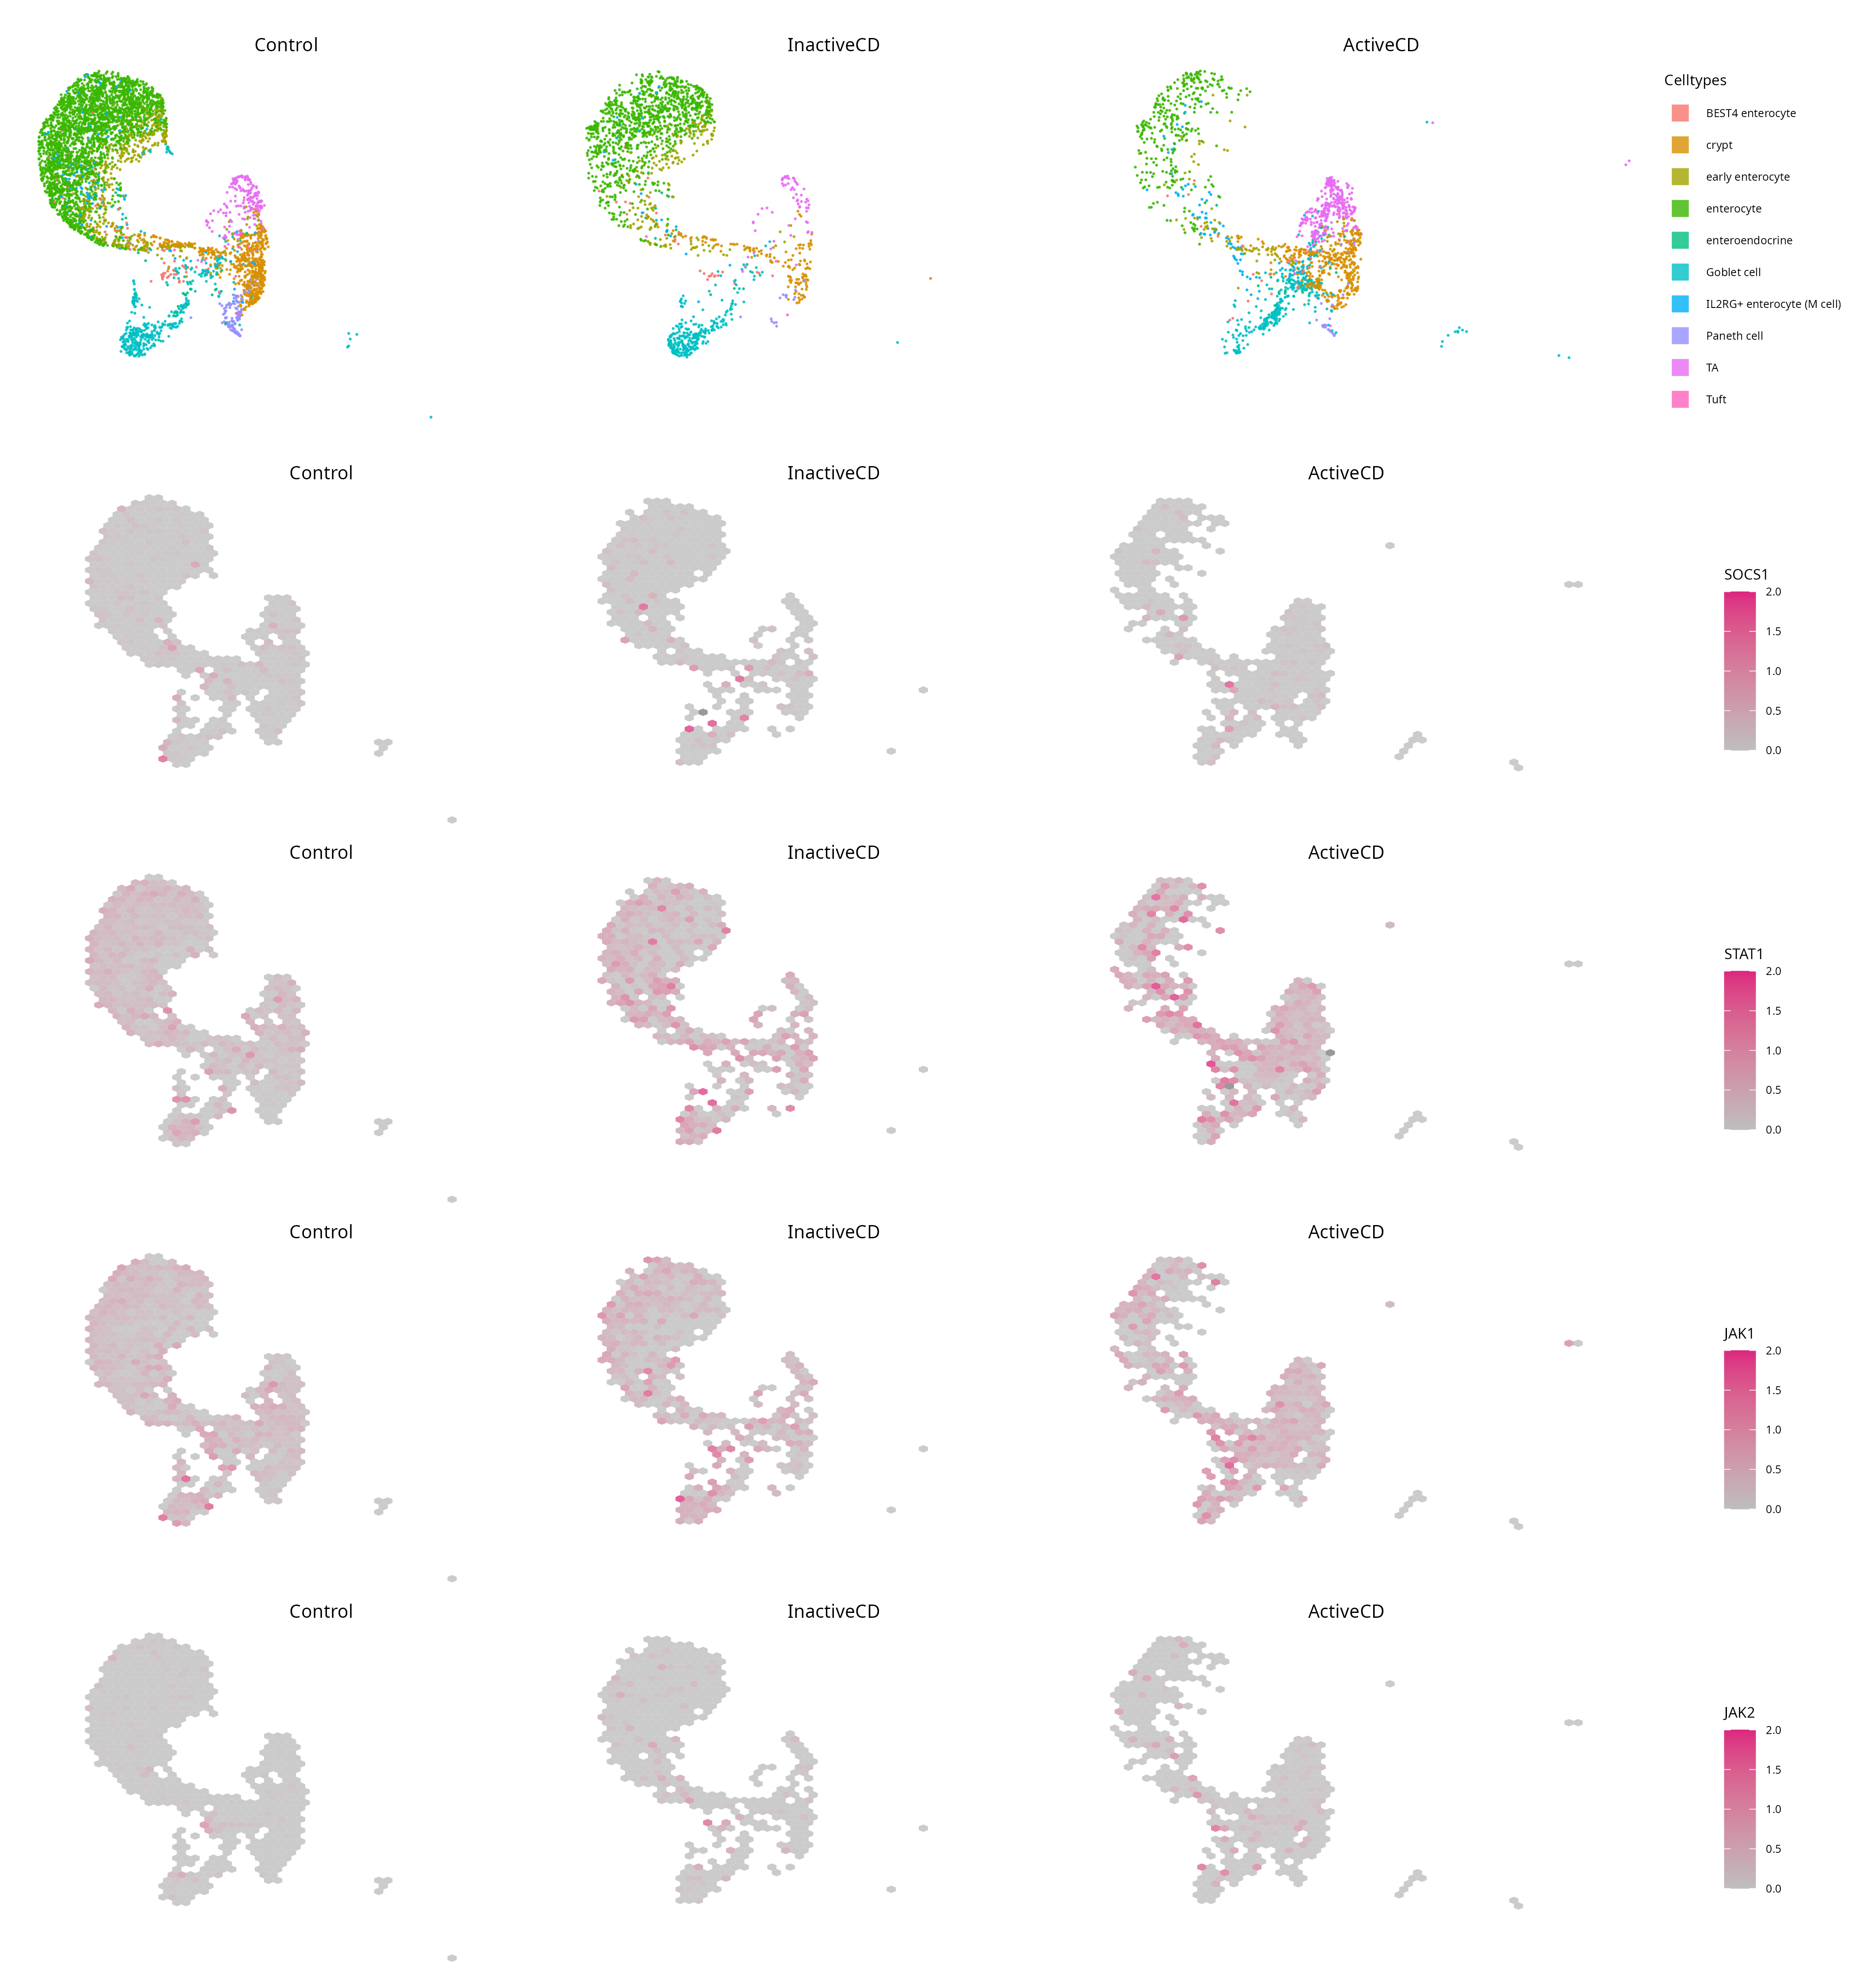 Control
InactiveCD
ActiveCD
Celltypes
BEST4 enterocyte
crypt
early enterocyte
enterocyte
enteroendocrine
Goblet cell
IL2RG+ enterocyte (M cell)
Paneth cell
TA
Tuft
Control
InactiveCD
ActiveCD
SOCS1
2.0
1.5
1.0
0.5
0.0
Control
InactiveCD
ActiveCD
STAT1
2.0
1.5
1.0
0.5
0.0
Control
InactiveCD
ActiveCD
JAK1
2.0
1.5
1.0
0.5
0.0
Control
InactiveCD
ActiveCD
JAK2
2.0
1.5
1.0
0.5
0.0